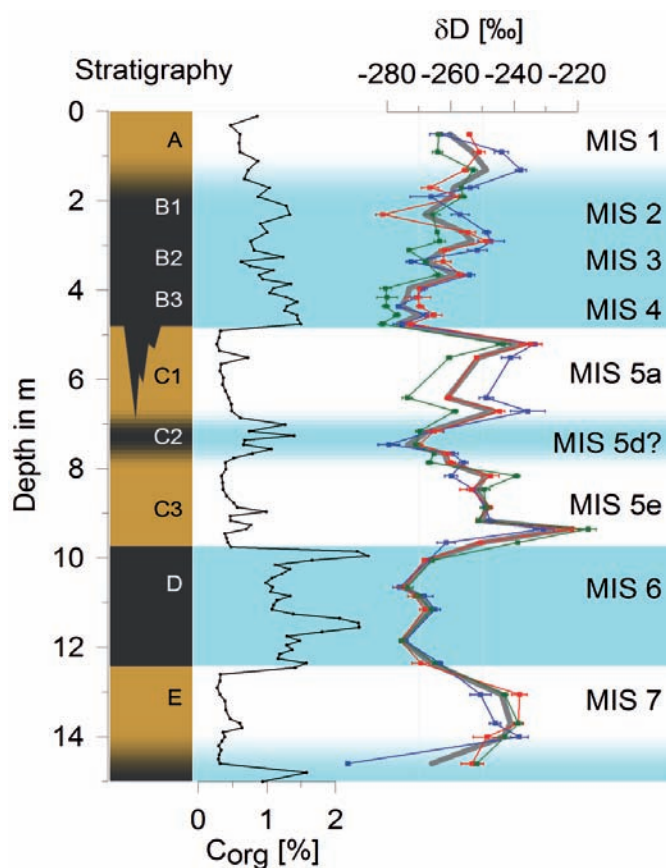 δD [‰]
Stratigraphy
-280 -260 -240 -220
0
A
MIS 1
2
B1
MIS 2
B2
MIS 3
4
B3
MIS 4
6
C1
MIS 5a
C2
MIS 5d?
8
C3
MIS 5e
10
D
MIS 6
12
E
MIS 7
14
Depth in m
0 1 2
Corg [%]